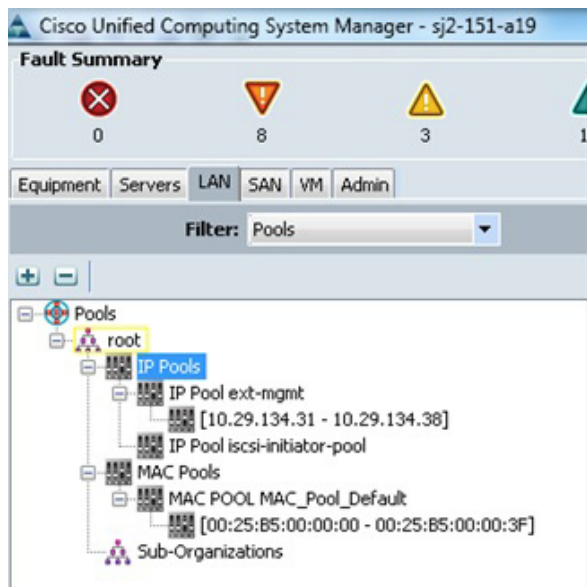 Cisco Unified Computing System Manager - sj2-151-a19
Fault Summary
0 8 3 1
Equipment Servers LAN SAN VM Admin
Filter: Pools
Pools
root
IP Pools
IP Pool ext-mgmt
[10.29.134.31 - 10.29.134.38]
IP Pool iscsi-initiator-pool
MAC Pools
MAC POOL MAC_Pool_Default
[00:25:B5:00:00:00 - 00:25:B5:00:00:3F]
Sub-Organizations